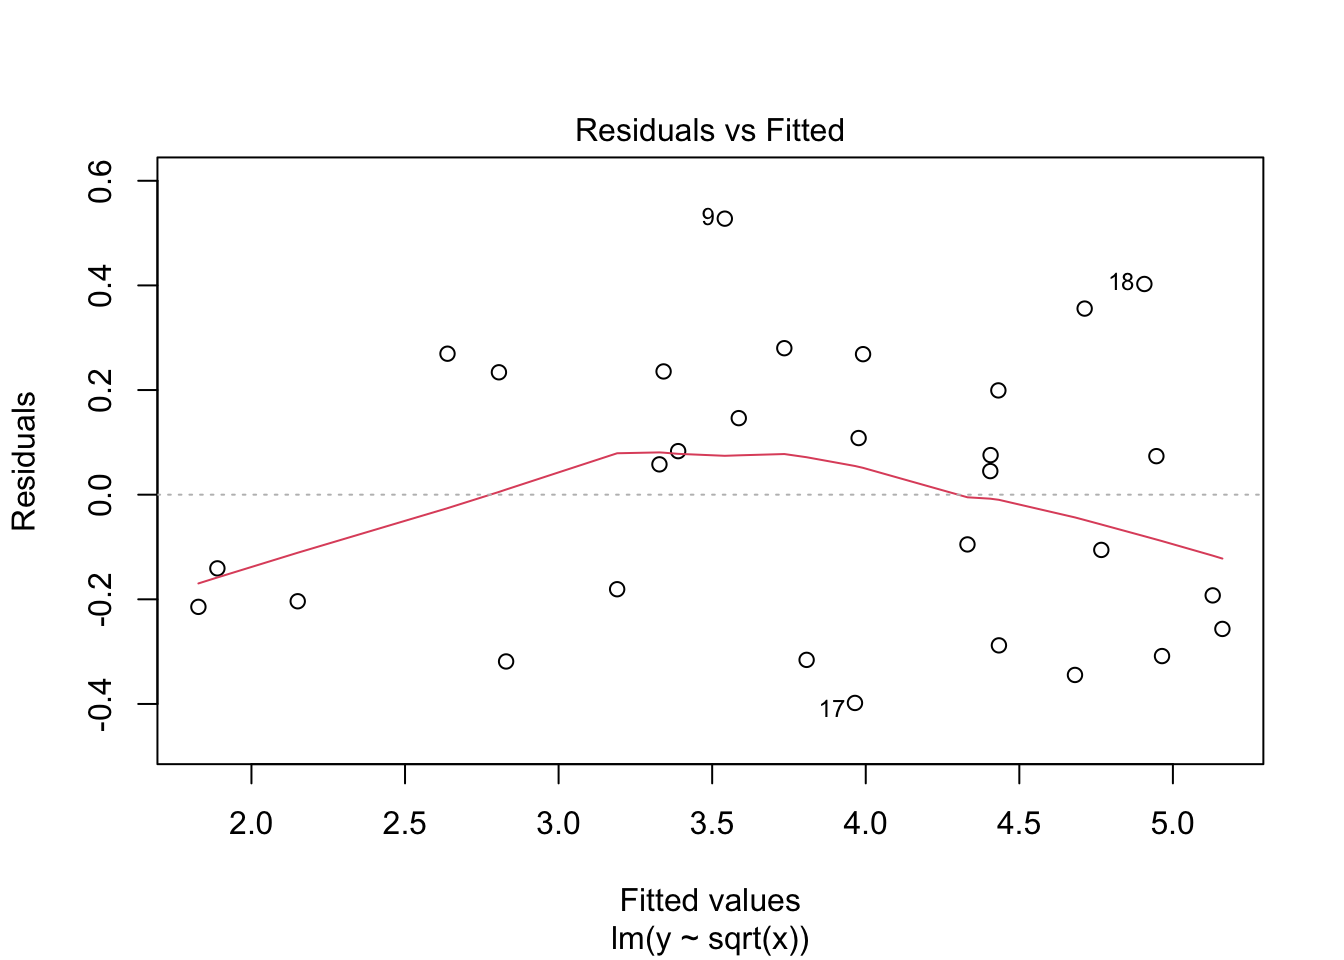 Residuals vs Fitted
Residuals
0.6
0.4
0.2
0.0
-0.2
-0.4
9
18
17
2.0 2.5 3.0 3.5 4.0 4.5 5.0
Fitted values
lm(y ~ sqrt(x))